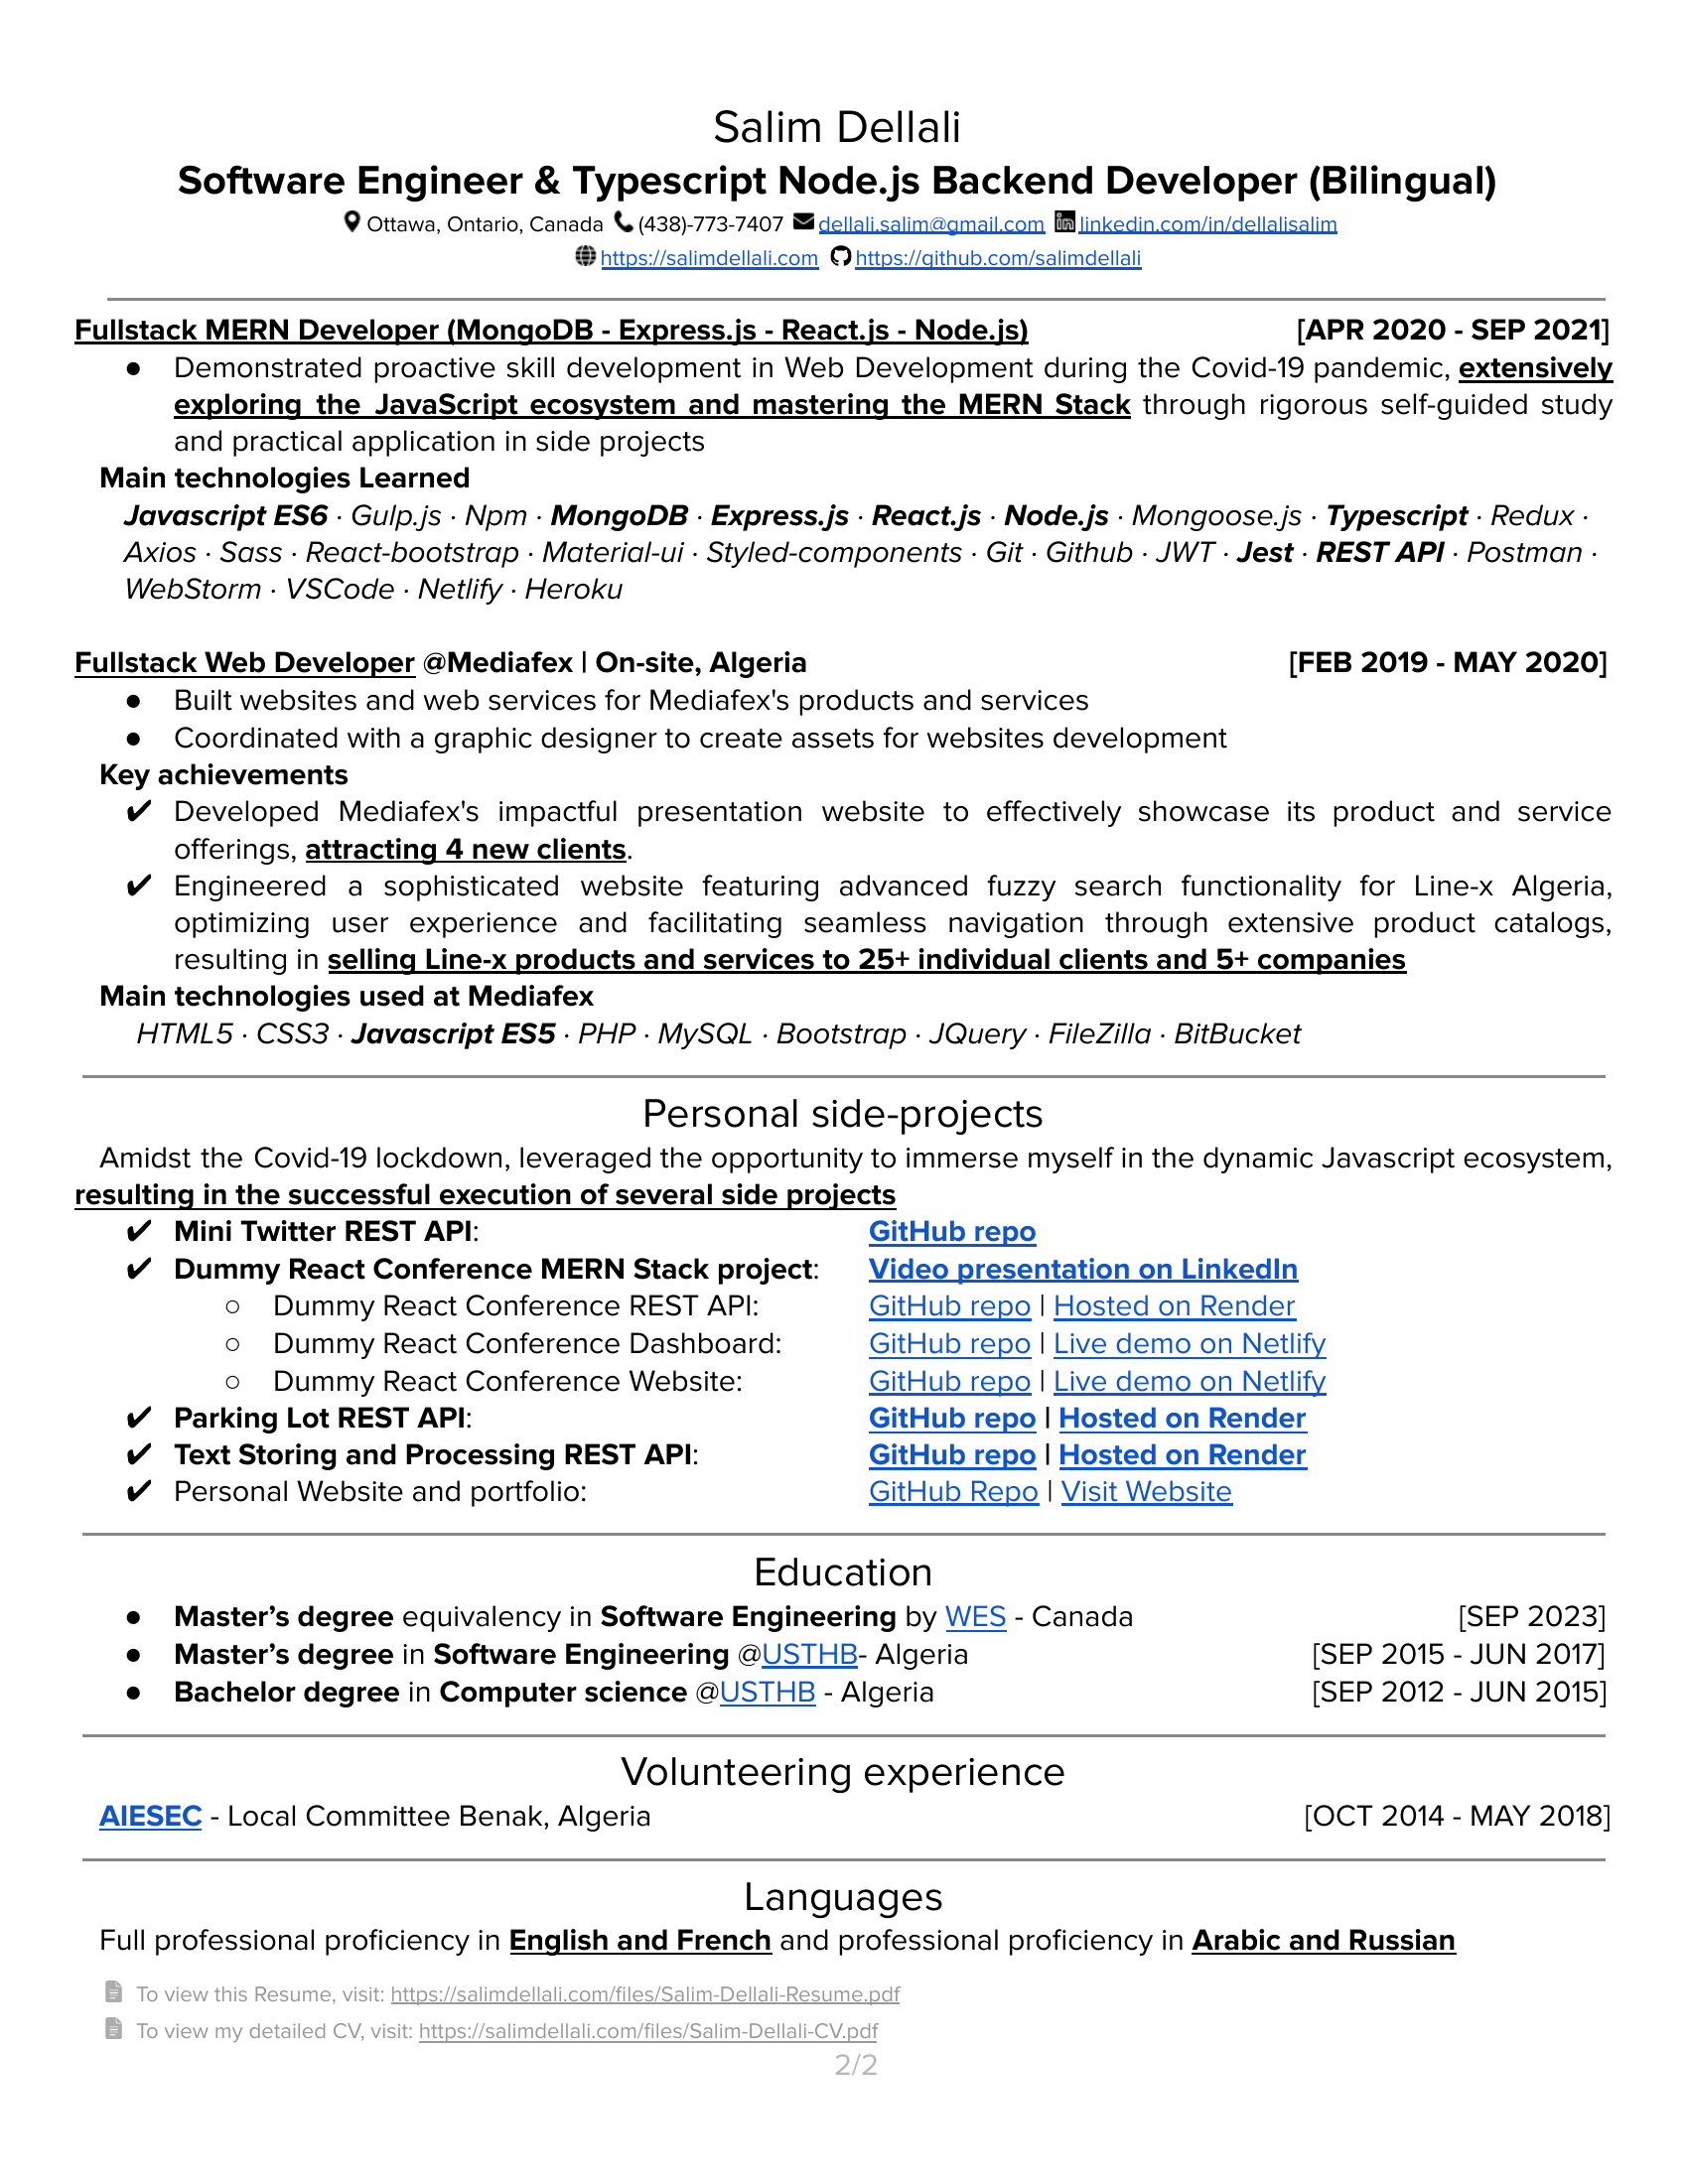 Salim Dellali
Software Engineer & Typescript Node.js Backend Developer (Bilingual)
Ottawa, Ontario, Canada (438)-773-7407 dellali.salim@gmail.com linkedin.com/in/dellalisalim
https://salimdellali.com https://github.com/salimdellali
Fullstack MERN Developer (MongoDB - Express.js - React.js - Node.js) [APR 2020 - SEP 2021]
● Demonstrated proactive skill development in Web Development during the Covid-19 pandemic, extensively
exploring the JavaScript ecosystem and mastering the MERN Stack through rigorous self-guided study
and practical application in side projects
Main technologies Learned
Javascript ES6 · Gulp.js · Npm · MongoDB · Express.js · React.js · Node.js · Mongoose.js · Typescript · Redux ·
Axios · Sass · React-bootstrap · Material-ui · Styled-components · Git · Github · JWT · Jest · REST API · Postman ·
WebStorm · VSCode · Netlify · Heroku
Fullstack Web Developer @Mediafex | On-site, Algeria [FEB 2019 - MAY 2020]
● Built websites and web services for Mediafex's products and services
● Coordinated with a graphic designer to create assets for websites development
Key achievements
✔ Developed Mediafex's impactful presentation website to effectively showcase its product and service
offerings, attracting 4 new clients.
✔ Engineered a sophisticated website featuring advanced fuzzy search functionality for Line-x Algeria,
optimizing user experience and facilitating seamless navigation through extensive product catalogs,
resulting in selling Line-x products and services to 25+ individual clients and 5+ companies
Main technologies used at Mediafex
HTML5 · CSS3 · Javascript ES5 · PHP · MySQL · Bootstrap · JQuery · FileZilla · BitBucket
Personal side-projects
Amidst the Covid-19 lockdown, leveraged the opportunity to immerse myself in the dynamic Javascript ecosystem,
resulting in the successful execution of several side projects
✔ Mini Twitter REST API: GitHub repo
✔ Dummy React Conference MERN Stack project: Video presentation on LinkedIn
○ Dummy React Conference REST API: GitHub repo | Hosted on Render
○ Dummy React Conference Dashboard: GitHub repo | Live demo on Netlify
○ Dummy React Conference Website: GitHub repo | Live demo on Netlify
✔ Parking Lot REST API: GitHub repo | Hosted on Render
✔ Text Storing and Processing REST API: GitHub repo | Hosted on Render
✔ Personal Website and portfolio: GitHub Repo | Visit Website
Education
● Master’s degree equivalency in Software Engineering by WES - Canada [SEP 2023]
● Master’s degree in Software Engineering @USTHB- Algeria [SEP 2015 - JUN 2017]
● Bachelor degree in Computer science @USTHB - Algeria [SEP 2012 - JUN 2015]
Volunteering experience
AIESEC - Local Committee Benak, Algeria [OCT 2014 - MAY 2018]
Languages
Full professional proficiency in English and French and professional proficiency in Arabic and Russian
To view this Resume, visit: https://salimdellali.com/files/Salim-Dellali-Resume.pdf
To view my detailed CV, visit: https://salimdellali.com/files/Salim-Dellali-CV.pdf
2/2